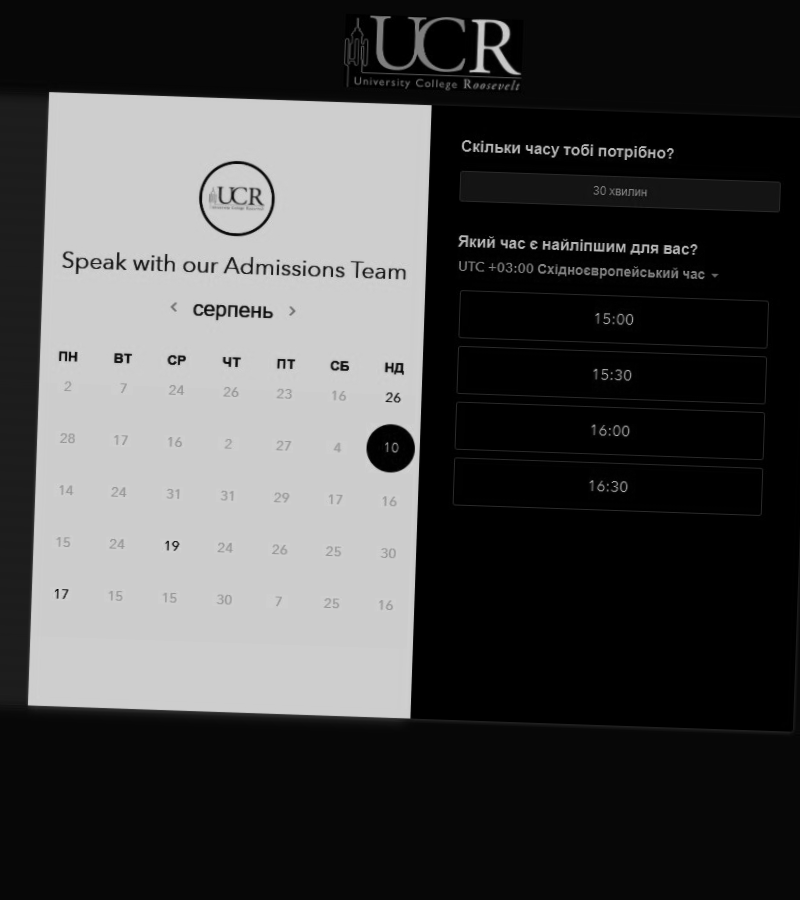 UCR
University College Roosevelt
UCR
University College Roosevelt
Speak with our Admissions Team
серпень
ПН ВТ СР ЧТ ПТ СБ НД
2 7 24 26 23 16 26
28 17 16 2 27 4 10
14 24 31 31 29 17 16
15 24 19 24 26 25 30
17 15 15 30 7 25 16
Скільки часу тобі потрібно?
30 хвилин
Який час є найліпшим для вас?
UTC +03:00 Східноєвропейський час
15:00
15:30
16:00
16:30